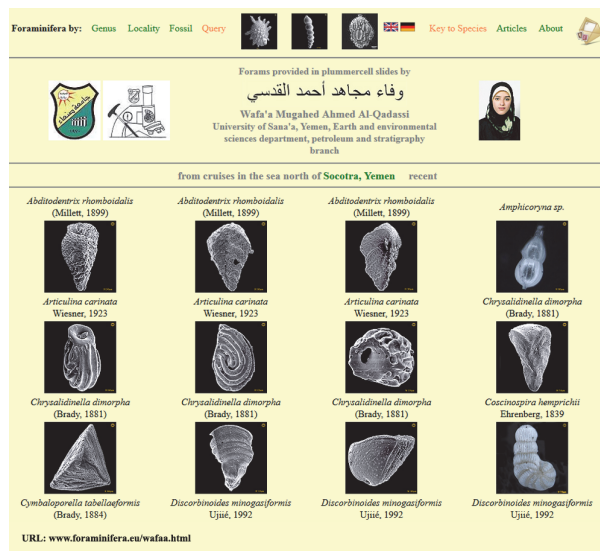 Foraminifera by: Genus Locality Fossil Query Key to Species Articles About
Forams provided in plummercell slides by
وفاء مجاهد أحمد القدسي
Wafa'a Mugahed Ahmed Al-Qadassi
University of Sana'a, Yemen, Earth and environmental
sciences department, petroleum and stratigraphy
branch
from cruises in the sea north of Socotra, Yemen recent
Abditodentrix rhomboidalis Abditodentrix rhomboidalis Abditodentrix rhomboidalis Amphicoryna sp.
(Millett, 1899) (Millett, 1899) (Millett, 1899)
Articulina carinata Articulina carinata Articulina carinata Chrysalidinella dimorpha
Wiesner, 1923 Wiesner, 1923 Wiesner, 1923 (Brady, 1881)
Chrysalidinella dimorpha Chrysalidinella dimorpha Chrysalidinella dimorpha Coscinospira hemprichii
(Brady, 1881) (Brady, 1881) (Brady, 1881) Ehrenberg, 1839
Cymbaloporella tabellaeformis Discorbinoides minogasiformis Discorbinoides minogasiformis Discorbinoides minogasiformis
(Brady, 1884) Ujiié, 1992 Ujiié, 1992 Ujiié, 1992
URL: www.foraminifera.eu/wafaa.html